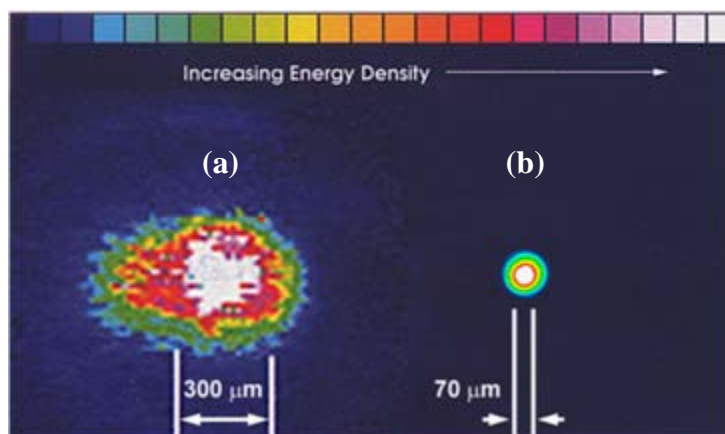 Increasing Energy Density
(a)
(b)
300 μm
70 μm